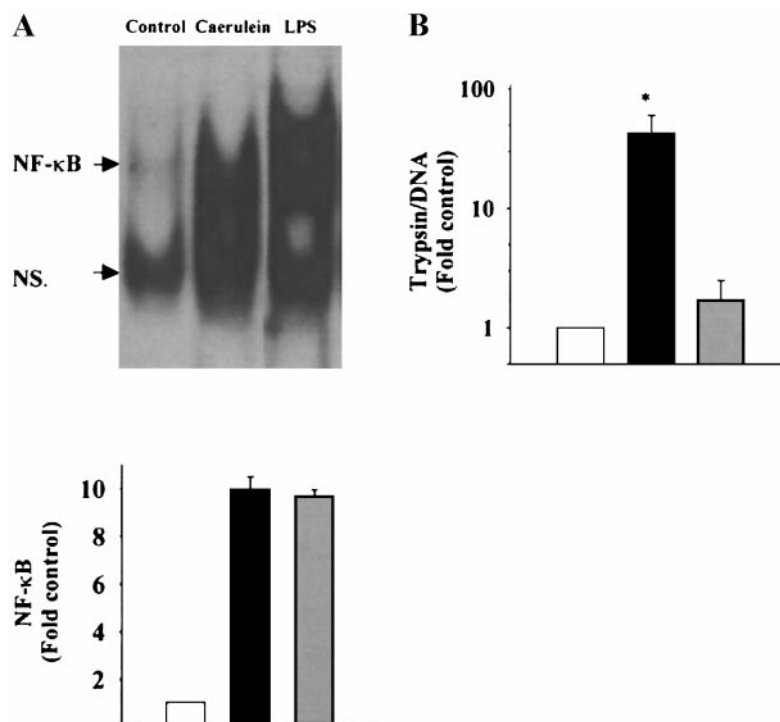 A
Control Caerulein LPS
NF-κB
NS.
B
100
10
1
Trypsin/DNA
(Fold control)
*
10
8
6
4
2
NF-κB
(Fold control)